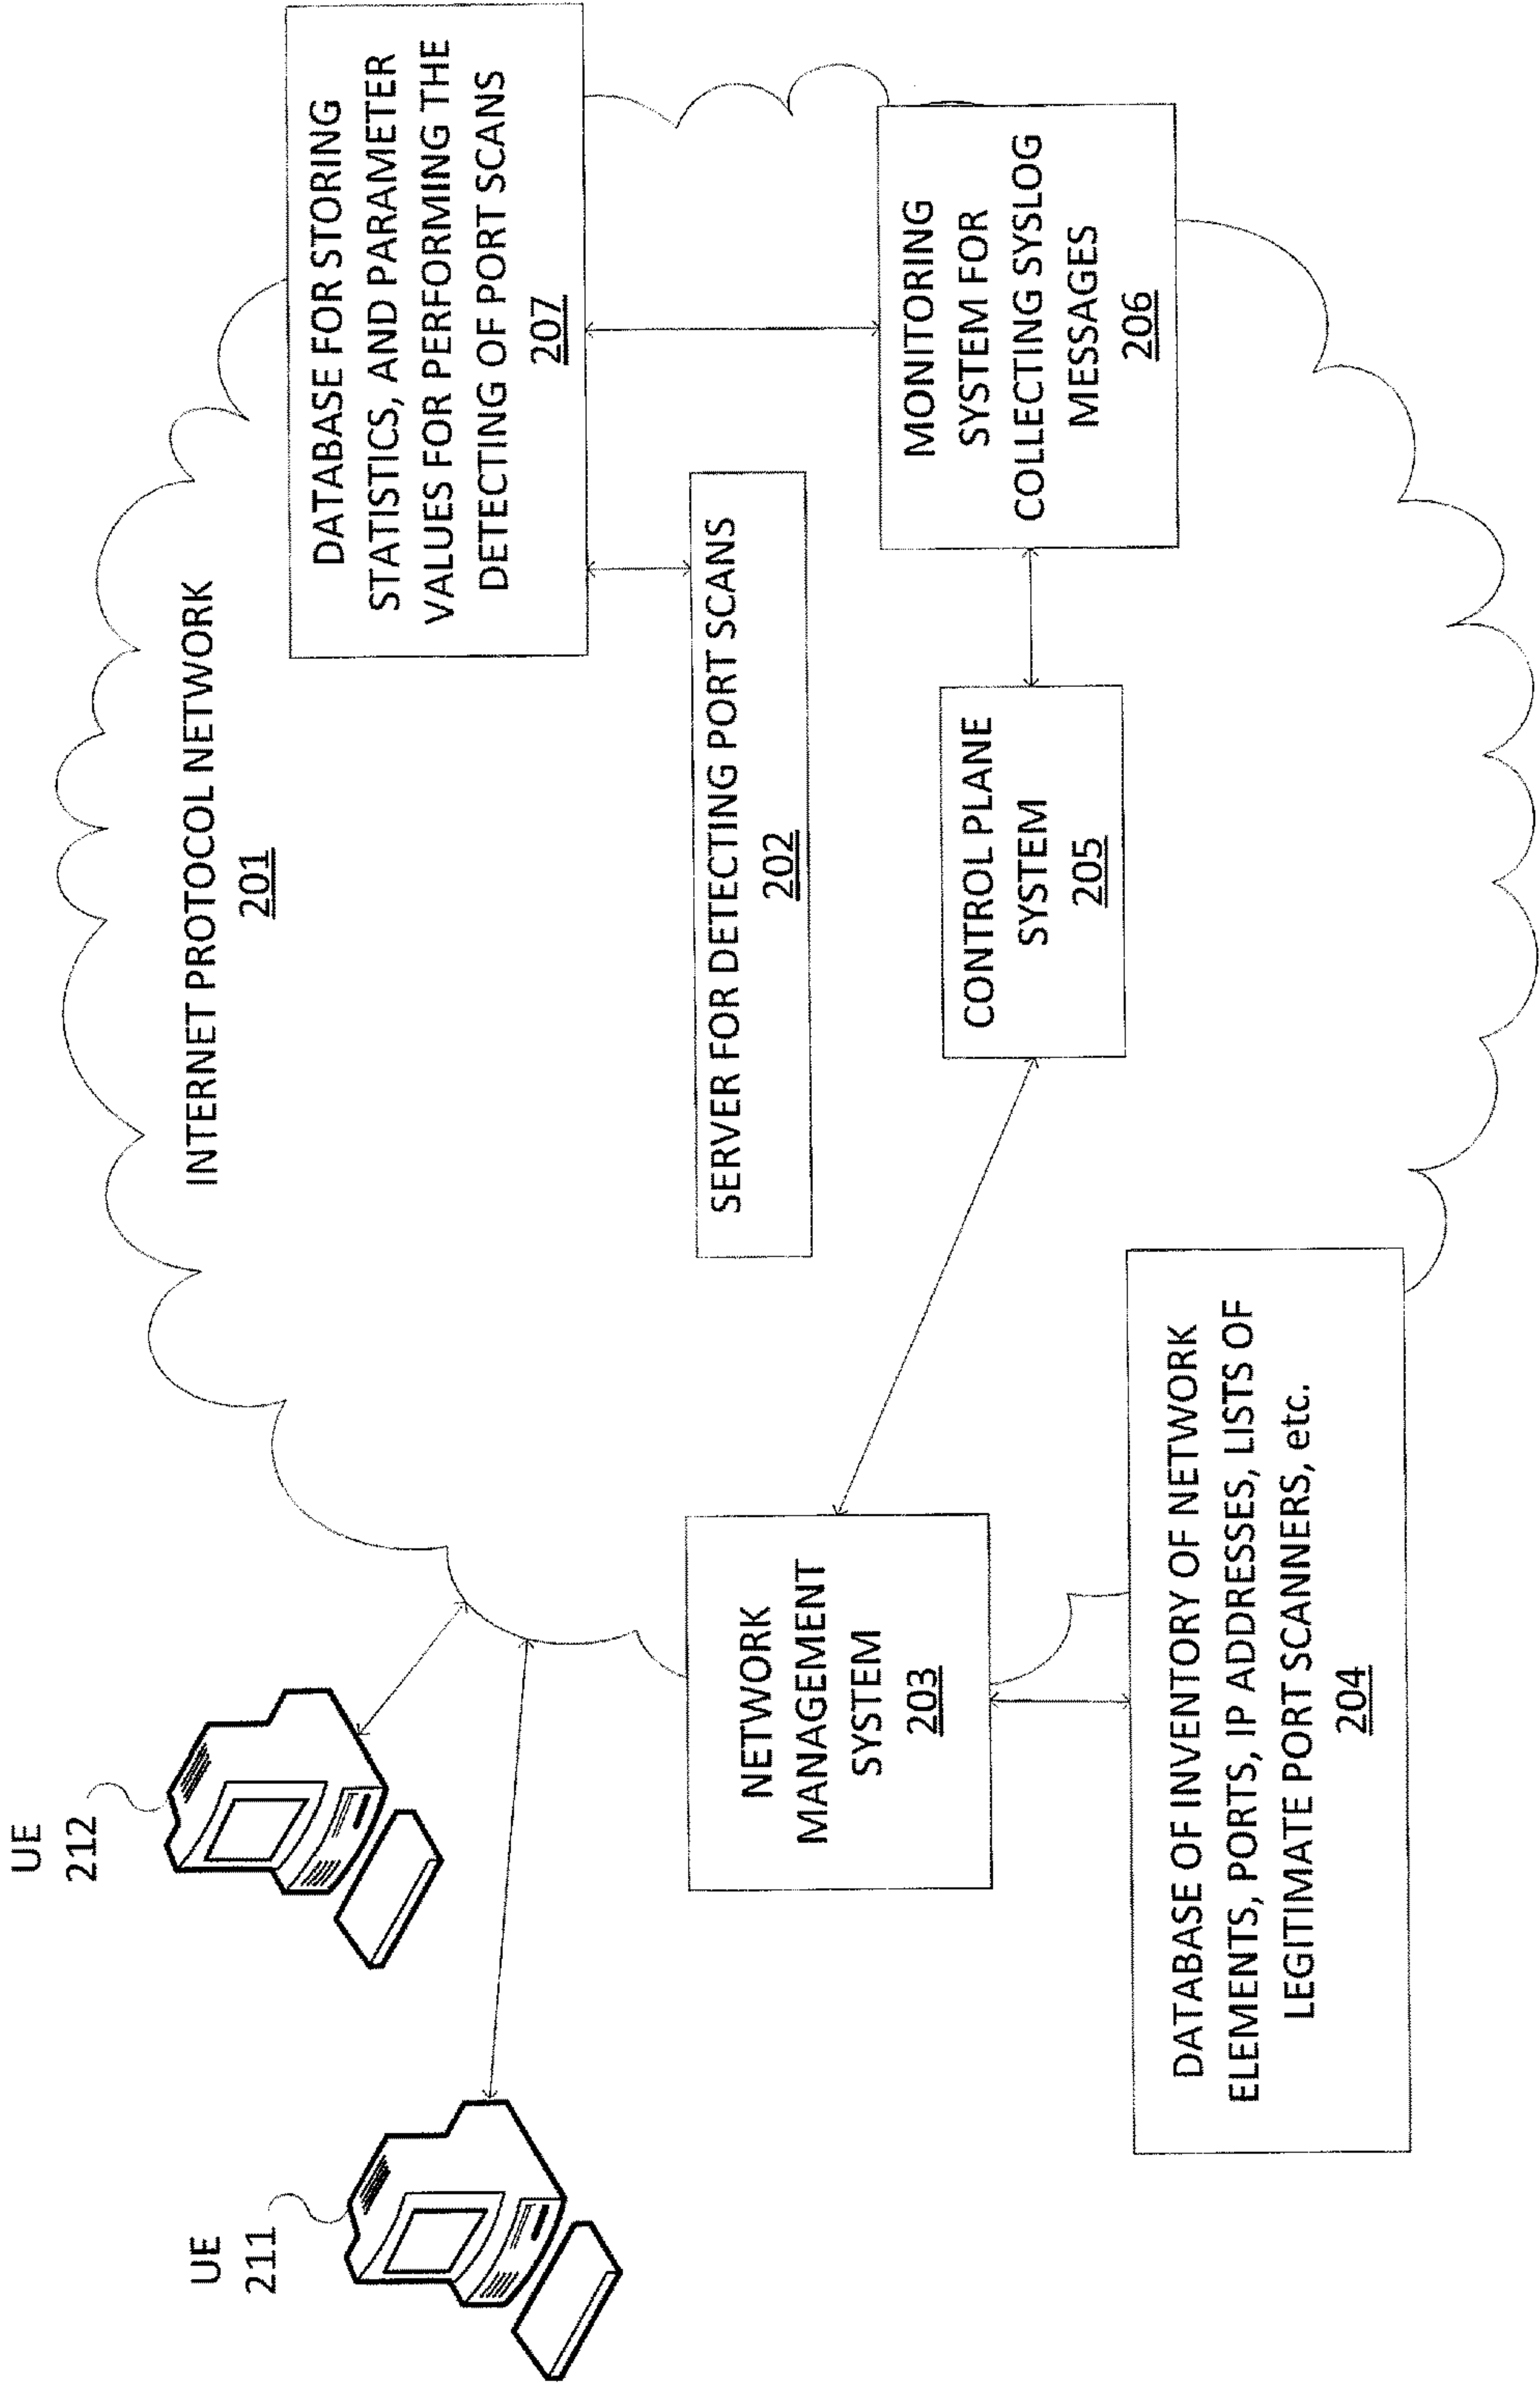 UE
211
UE
212
INTERNET PROTOCOL NETWORK
201
DATABASE FOR STORING
STATISTICS, AND PARAMETER
VALUES FOR PERFORMING THE
DETECTING OF PORT SCANS
207
SERVER FOR DETECTING PORT SCANS
202
NETWORK
MANAGEMENT
SYSTEM
203
CONTROL PLANE
SYSTEM
205
MONITORING
SYSTEM FOR
COLLECTING SYSLOG
MESSAGES
206
DATABASE OF INVENTORY OF NETWORK
ELEMENTS, PORTS, IP ADDRESSES, LISTS OF
LEGITIMATE PORT SCANNERS, etc.
204